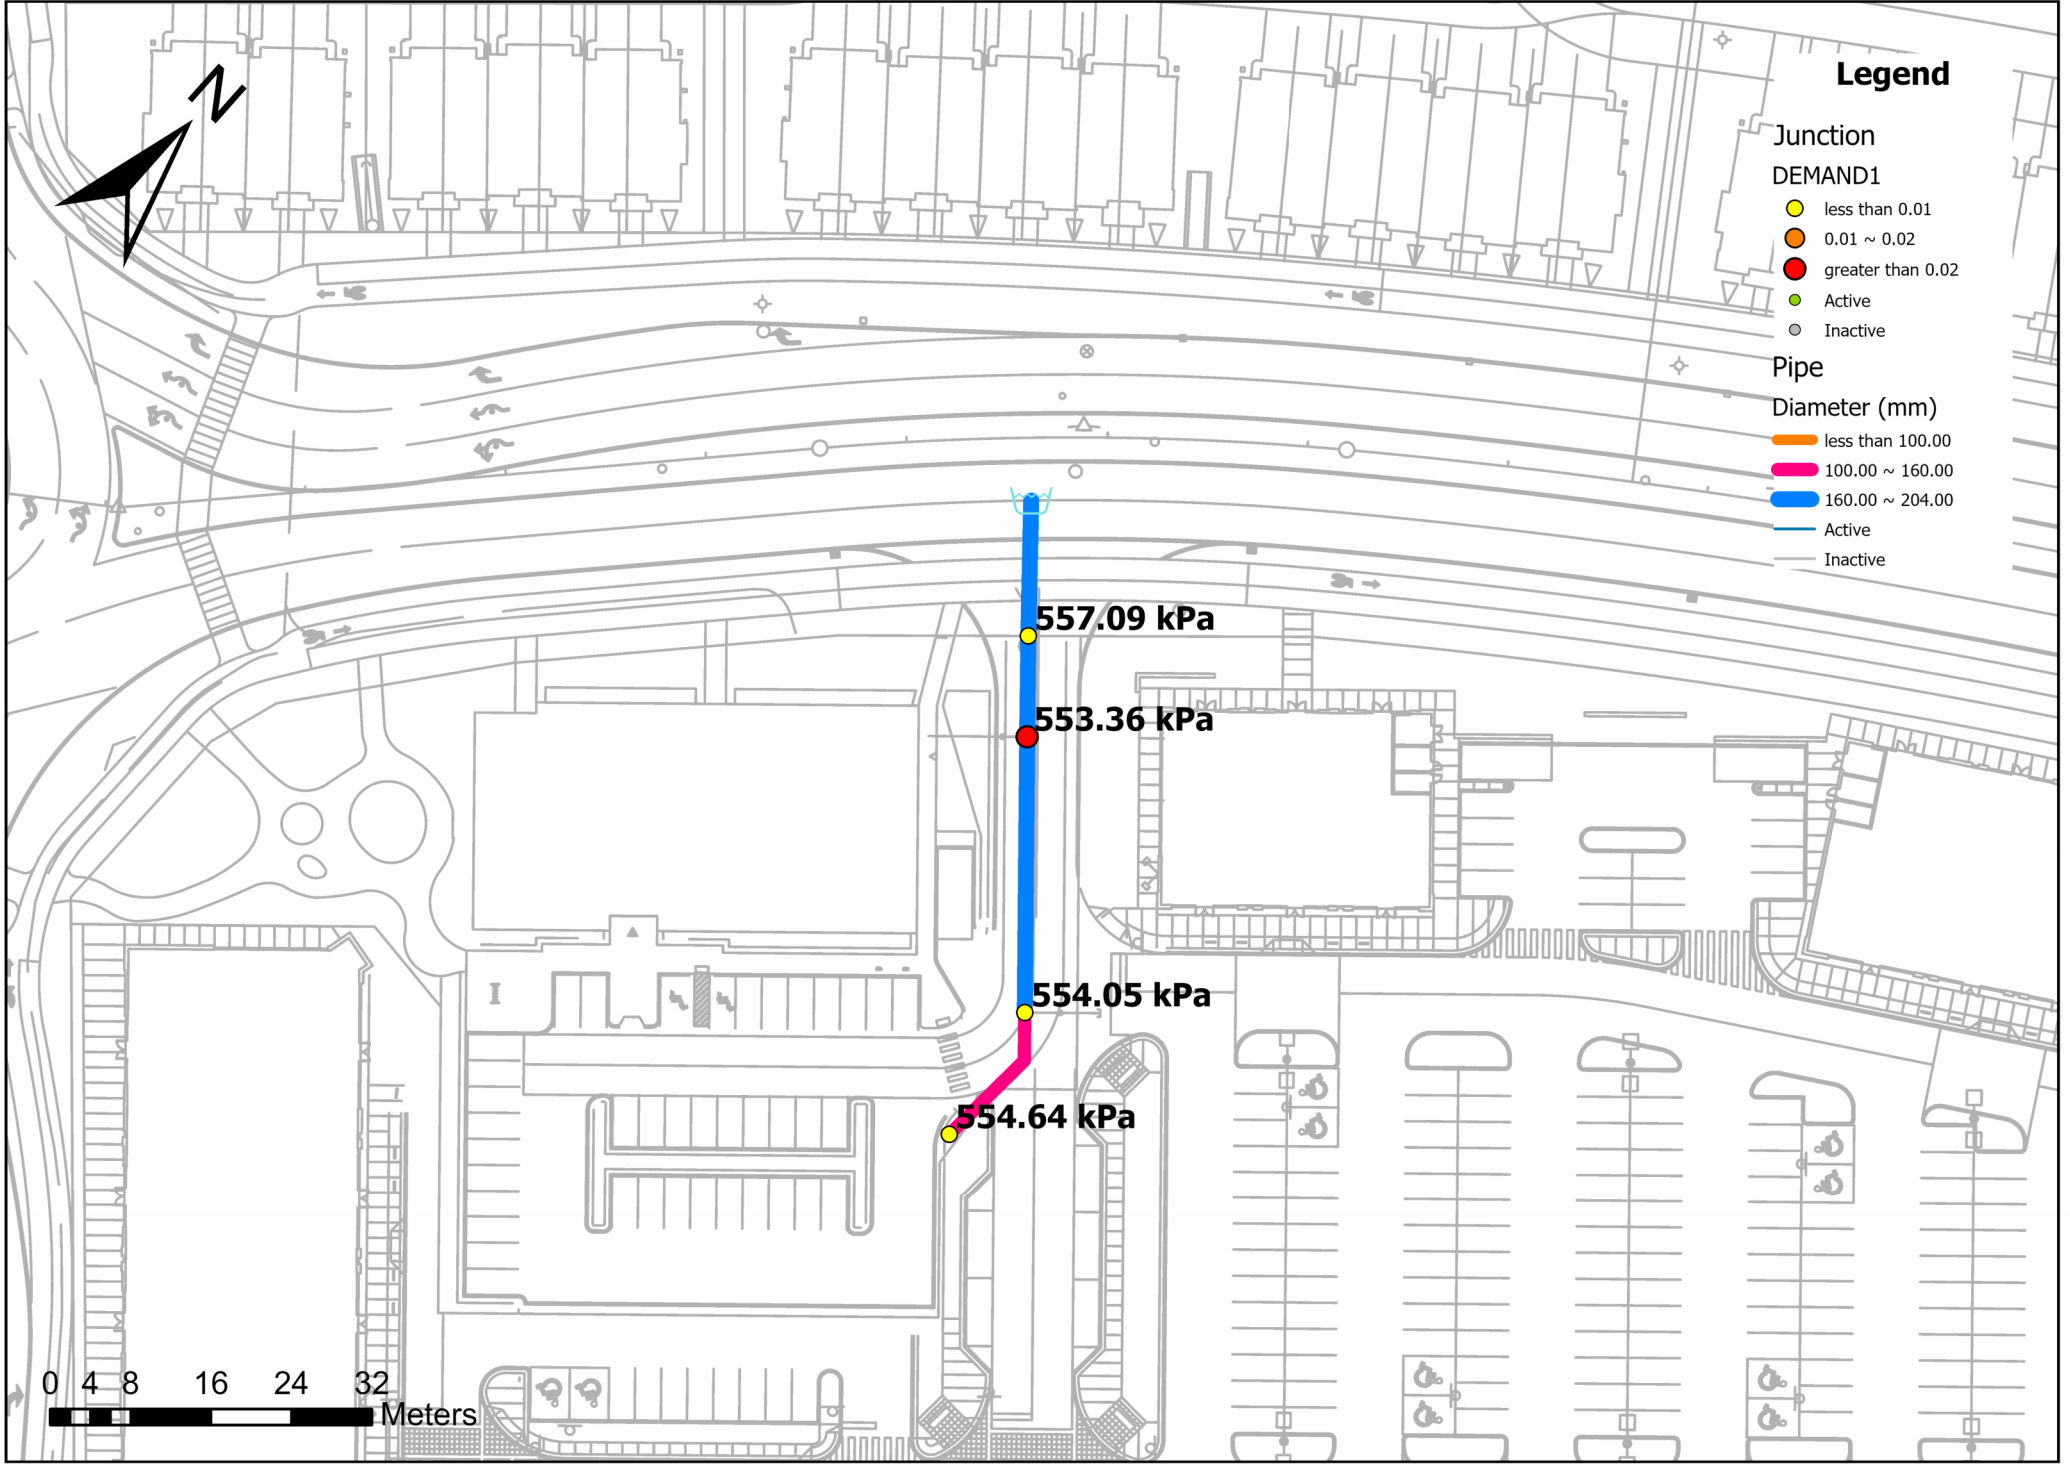 N
Legend
Junction
DEMAND1
less than 0.01
0.01 ~ 0.02
greater than 0.02
Active
Inactive
Pipe
Diameter (mm)
less than 100.00
100.00 ~ 160.00
160.00 ~ 204.00
Active
Inactive
557.09 kPa
553.36 kPa
554.05 kPa
554.64 kPa
0 4 8 16 24 32
Meters